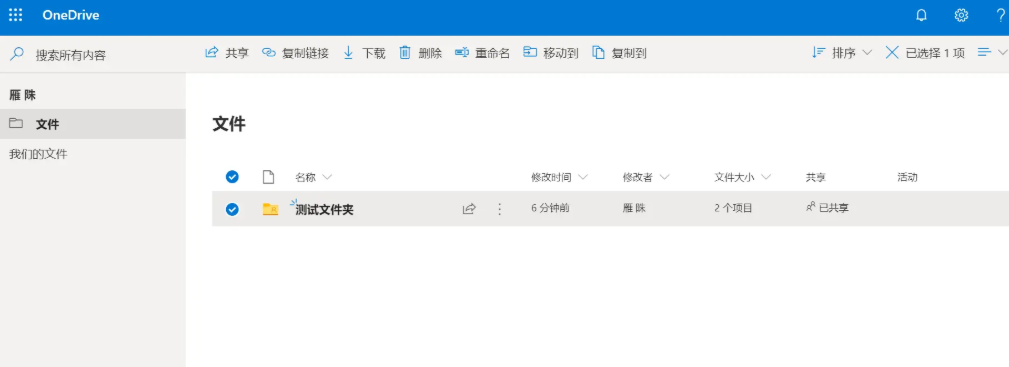 OneDrive ?
搜索所有内容 共享 复制链接 下载 删除 重命名 移动到 复制到 排序 已选择 1 项
雁 陎
文件
我们的文件
文件
名称 修改时间 修改者 文件大小 共享 活动
测试文件夹 6 分钟前 雁 陎 2 个项目 已共享